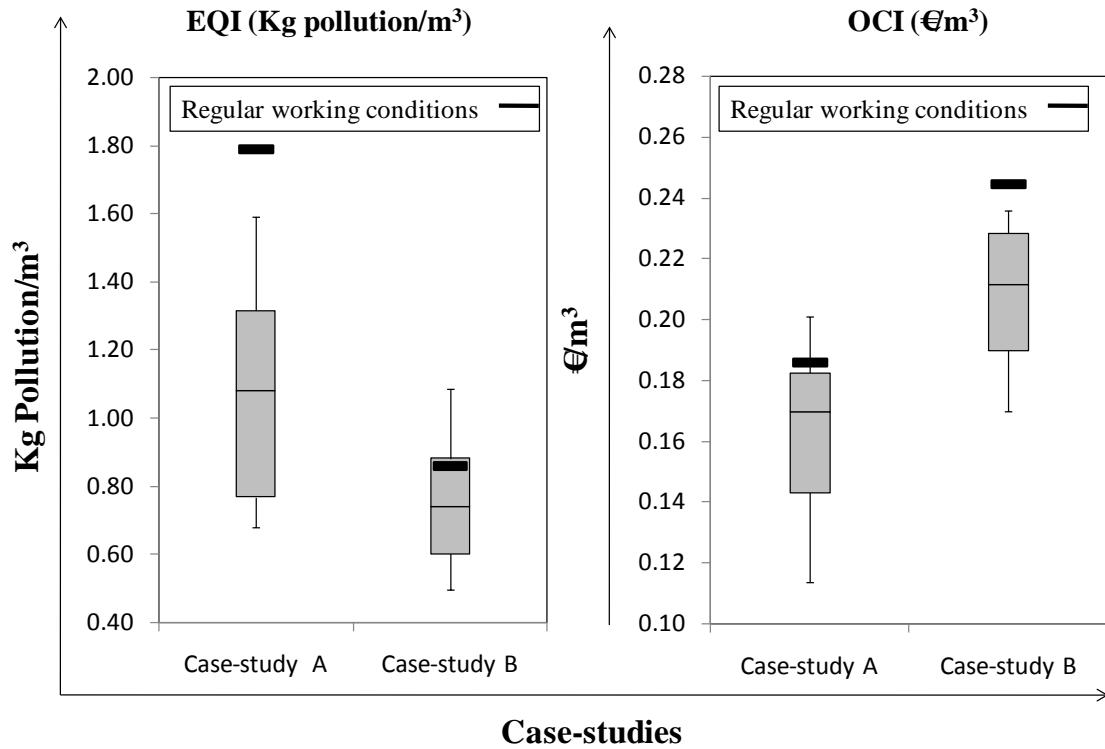 EQI (Kg pollution/m³)
Kg Pollution/m³
2.00
1.80
1.60
1.40
1.20
1.00
0.80
0.60
0.40
Regular working conditions
Case-study A
Case-study B
OCI (€/m³)
€/m³
0.28
0.26
0.24
0.22
0.20
0.18
0.16
0.14
0.12
0.10
Regular working conditions
Case-study A
Case-study B
Case-studies